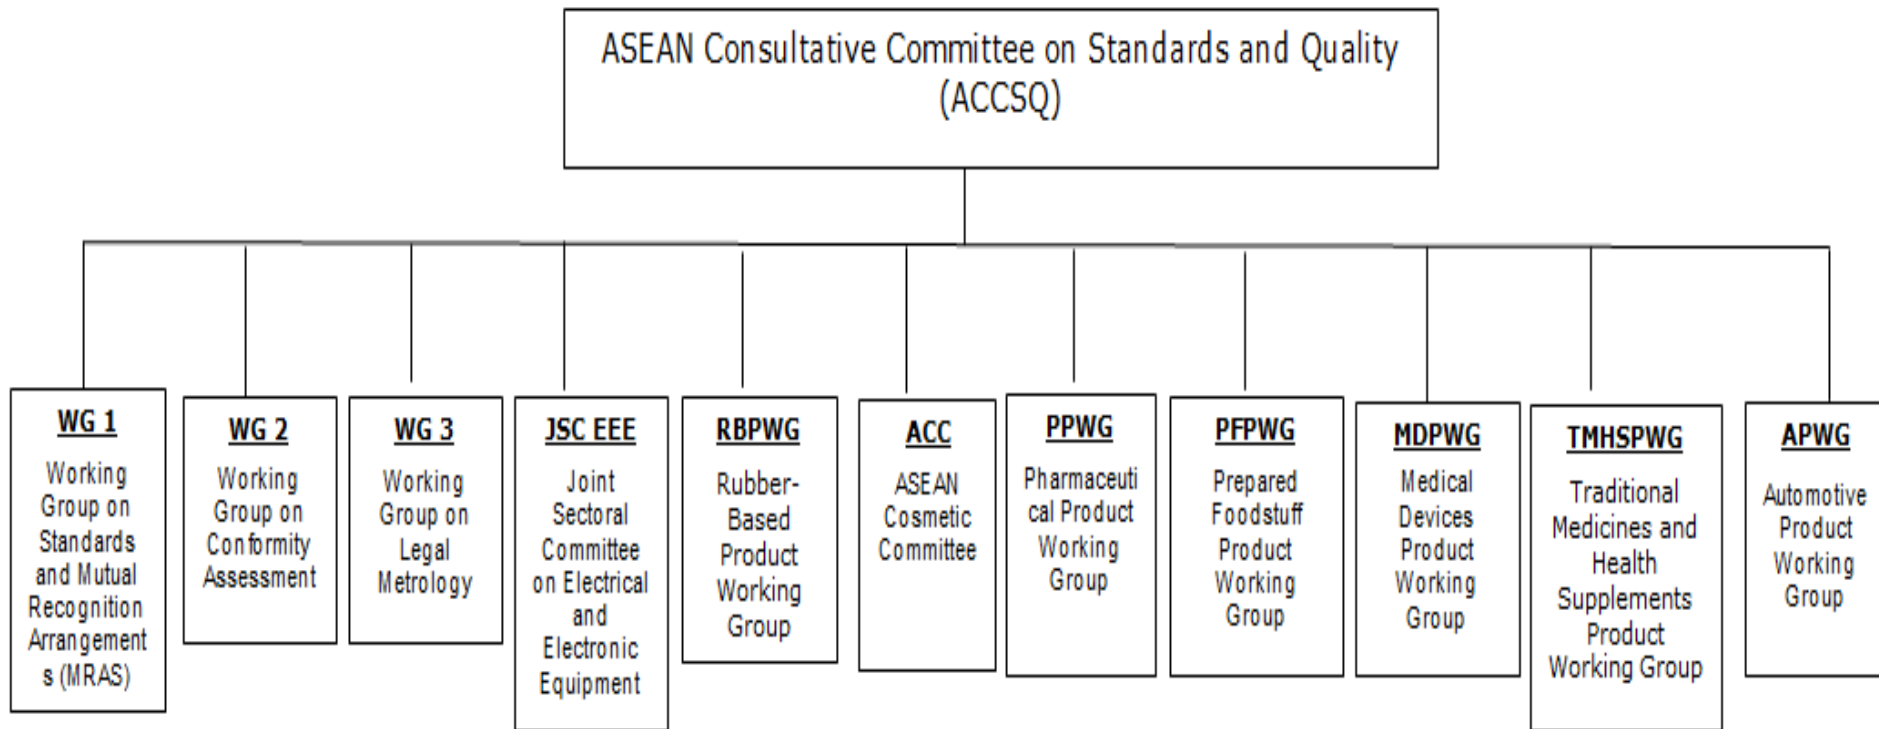 ASEAN Consultative Committee on Standards and Quality
(ACCSQ)
WG 1
Working
Group on
Standards
and Mutual
Recognition
Arrangement
s (MRAS)
WG 2
Working
Group on
Conformity
Assessment
WG 3
Working
Group on
Legal
Metrology
JSC EEE
Joint
Sectoral
Committee
on Electrical
and
Electronic
Equipment
RBPWG
Rubber-
Based
Product
Working
Group
ACC
ASEAN
Cosmetic
Committee
PPWG
Pharmaceuti
cal Product
Working
Group
PFPWG
Prepared
Foodstuff
Product
Working
Group
MDPWG
Medical
Devices
Product
Working
Group
TMHSPWG
Traditional
Medicines and
Health
Supplements
Product
Working Group
APWG
Automotive
Product
Working
Group